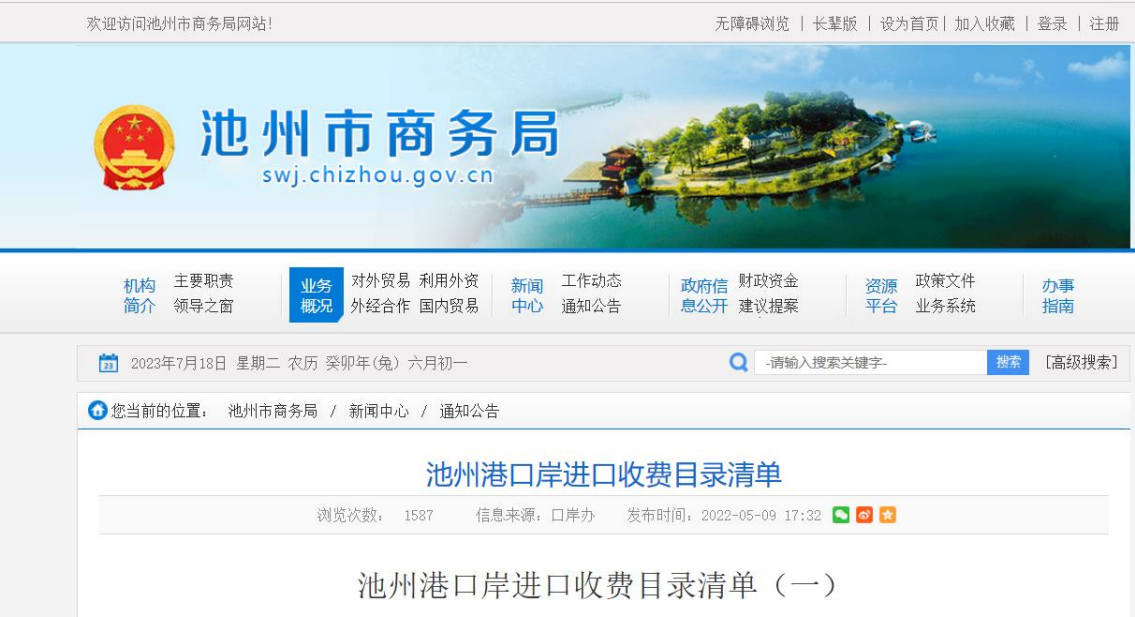 欢迎访问池州市商务局网站！
无障碍浏览 | 长辈版 | 设为首页 | 加入收藏 | 登录 | 注册
池州市商务局
swj.chizhou.gov.cn
机构简介 主要职责 领导之窗
业务概况 对外贸易 利用外资 外经合作 国内贸易
新闻中心 工作动态 通知公告
政府信息公开 财政资金 建议提案
资源平台 政策文件 业务系统
办事指南
23 2023年7月18日 星期二 农历 癸卯年(兔) 六月初一
-请输入搜索关键字- 搜索 [高级搜索]
您当前的位置： 池州市商务局 / 新闻中心 / 通知公告
池州港口岸进口收费目录清单
浏览次数： 1587 信息来源：口岸办 发布时间：2022-05-09 17:32
池州港口岸进口收费目录清单（一）